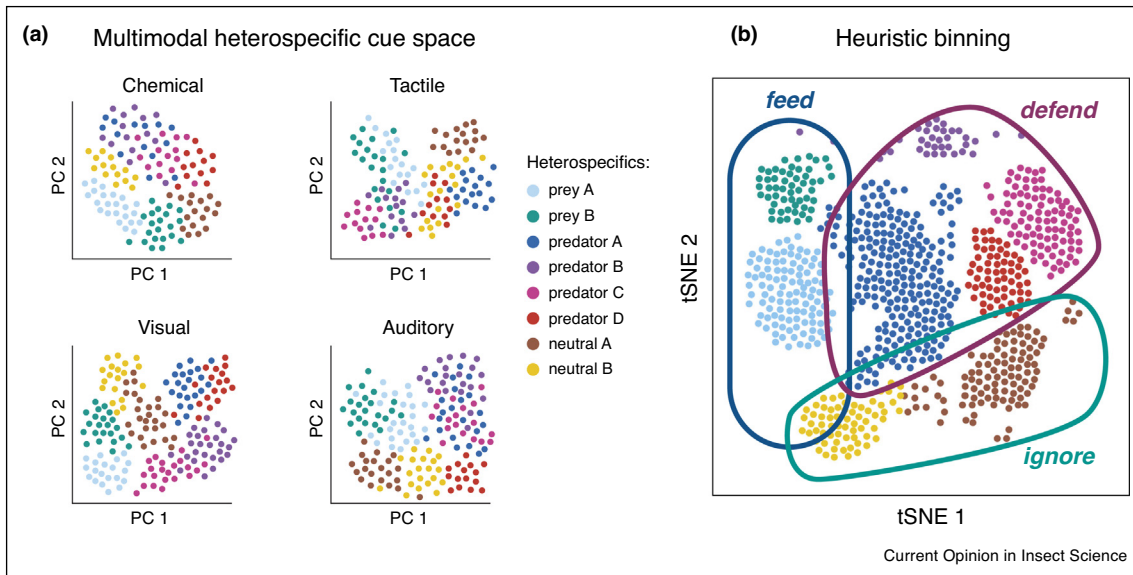 (a)
Multimodal heterospecific cue space
Chemical
PC 2
PC 1
Tactile
PC 2
PC 1
Visual
PC 2
PC 1
Auditory
PC 2
PC 1
Heterospecifics:
prey A
prey B
predator A
predator B
predator C
predator D
neutral A
neutral B
(b)
Heuristic binning
feed
defend
ignore
tSNE 2
tSNE 1
Current Opinion in Insect Science